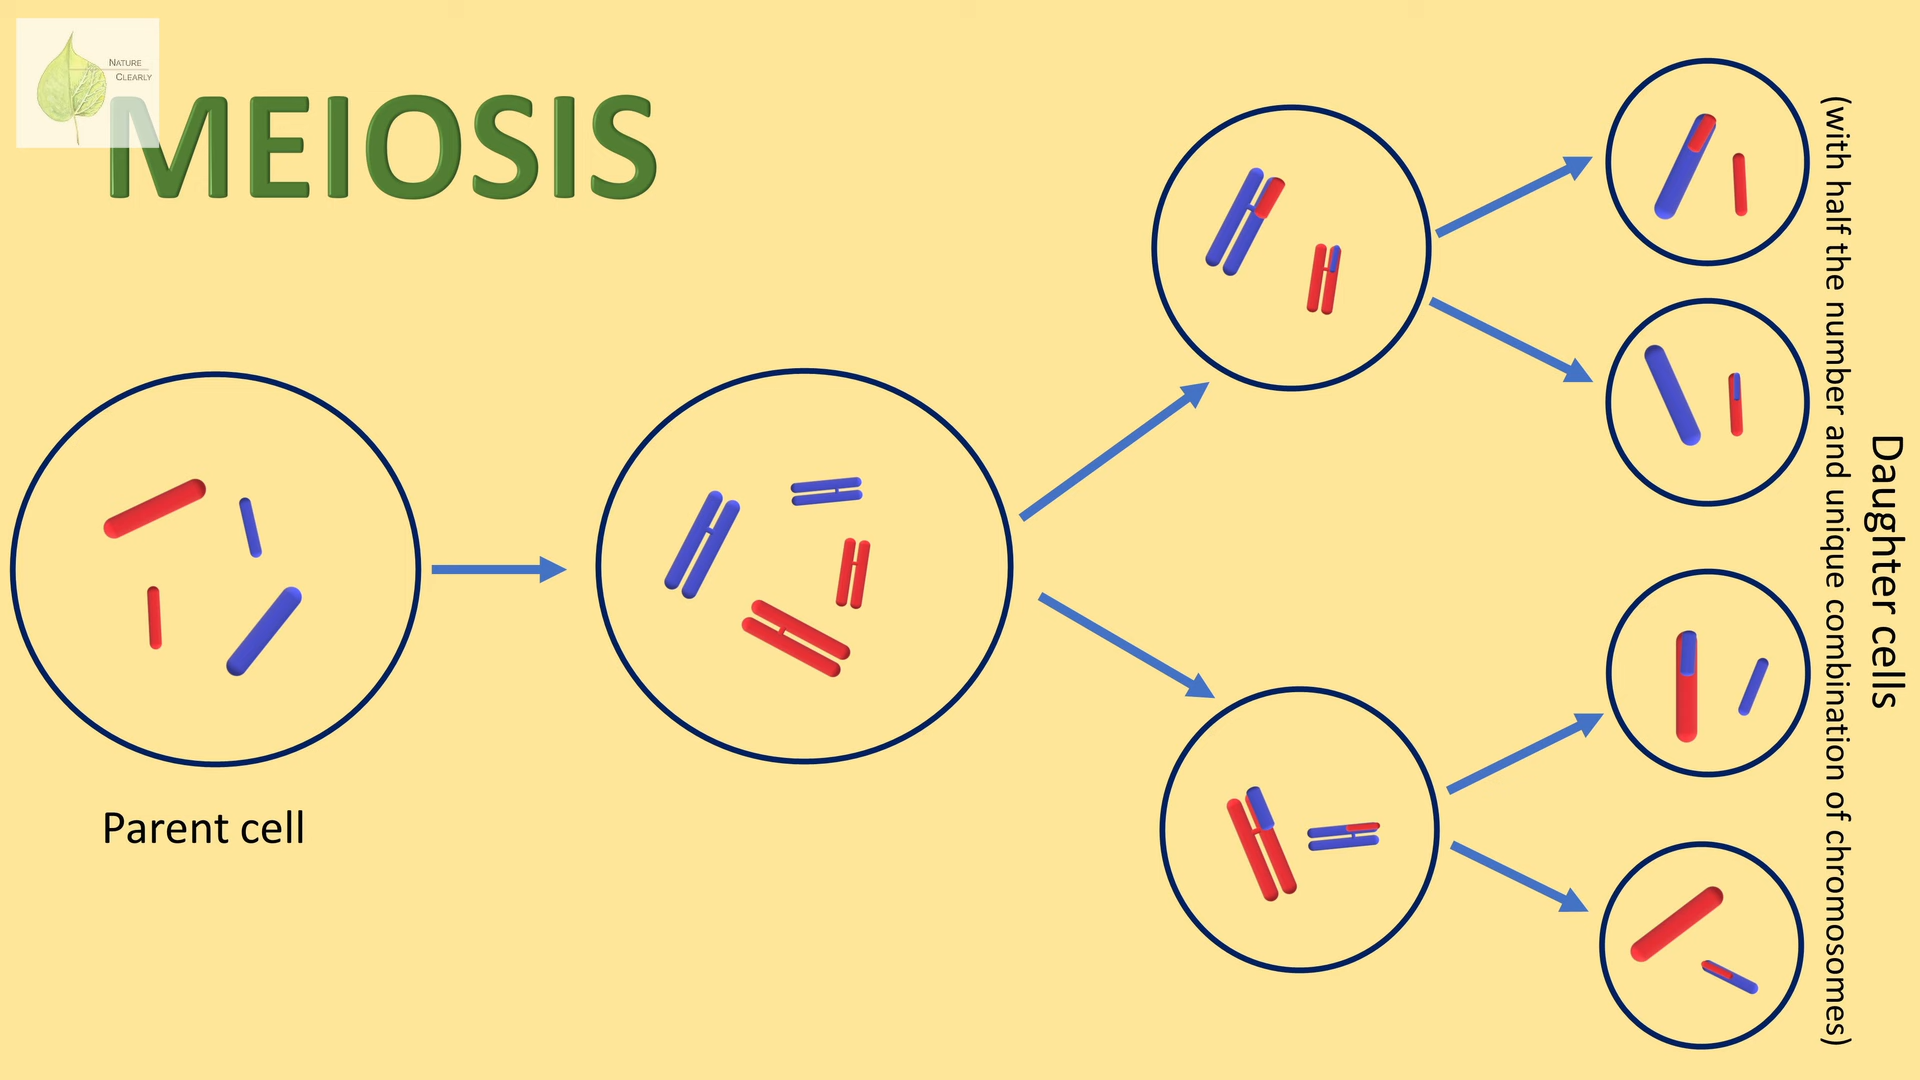 NATURE
CLEARLY
MEIOSIS
Parent cell
Daughter cells
(with half the number and unique combination of chromosomes)